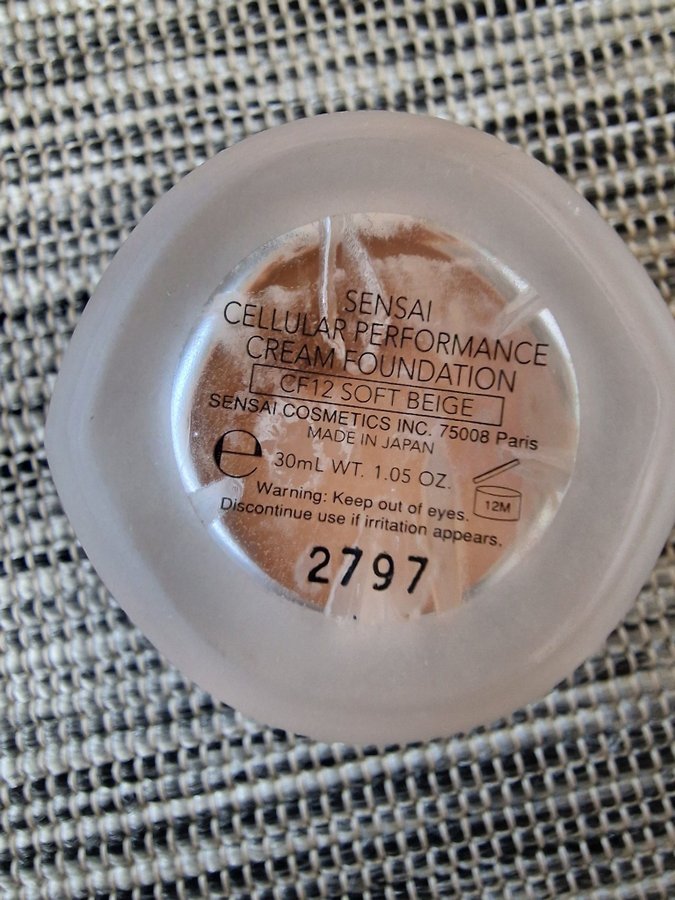 SENSAI
CELLULAR PERFORMANCE
CREAM FOUNDATION
CF12 SOFT BEIGE
SENSAI COSMETICS INC. 75008 Paris
MADE IN JAPAN
e 30mL WT. 1.05 OZ.
12M
Warning: Keep out of eyes.
Discontinue use if irritation appears.
2797